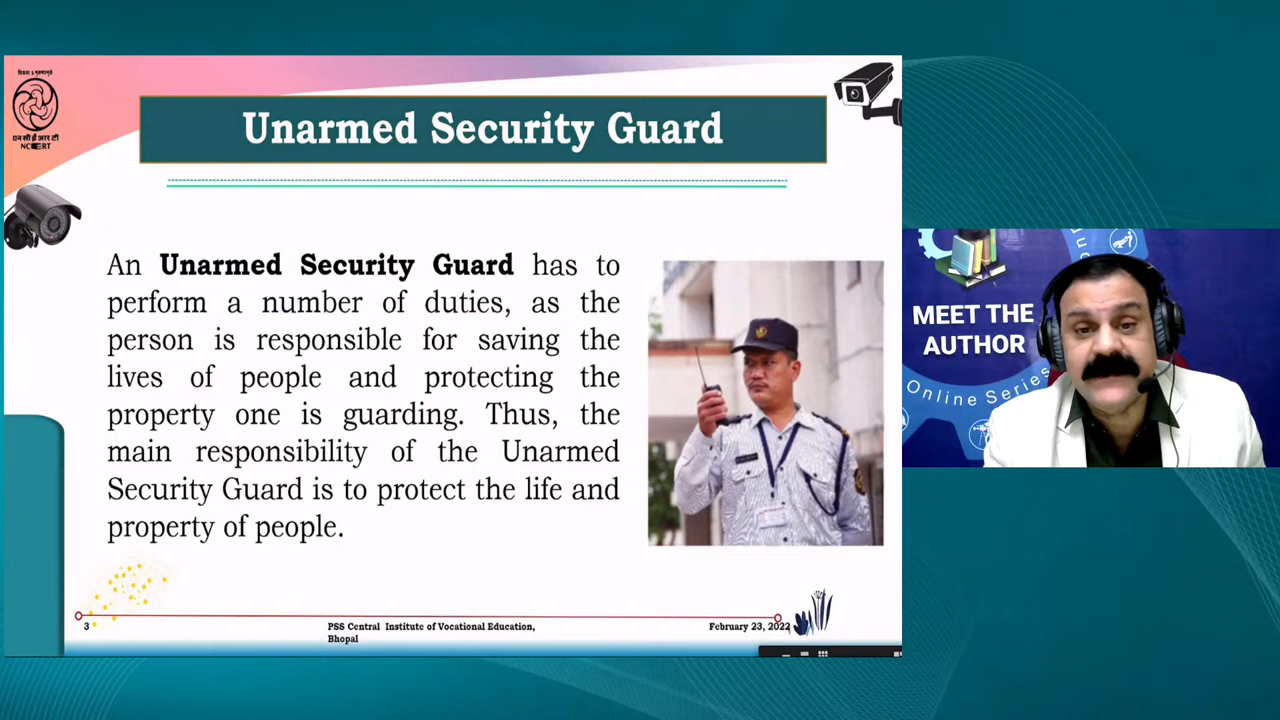 एन सी ई आर टी
NCERT
Unarmed Security Guard
An Unarmed Security Guard has to
perform a number of duties, as the
person is responsible for saving the
lives of people and protecting the
property one is guarding. Thus, the
main responsibility of the Unarmed
Security Guard is to protect the life and
property of people.
3
PSS Central Institute of Vocational Education,
Bhopal
February 23, 2022
MEET THE
AUTHOR
Online Series